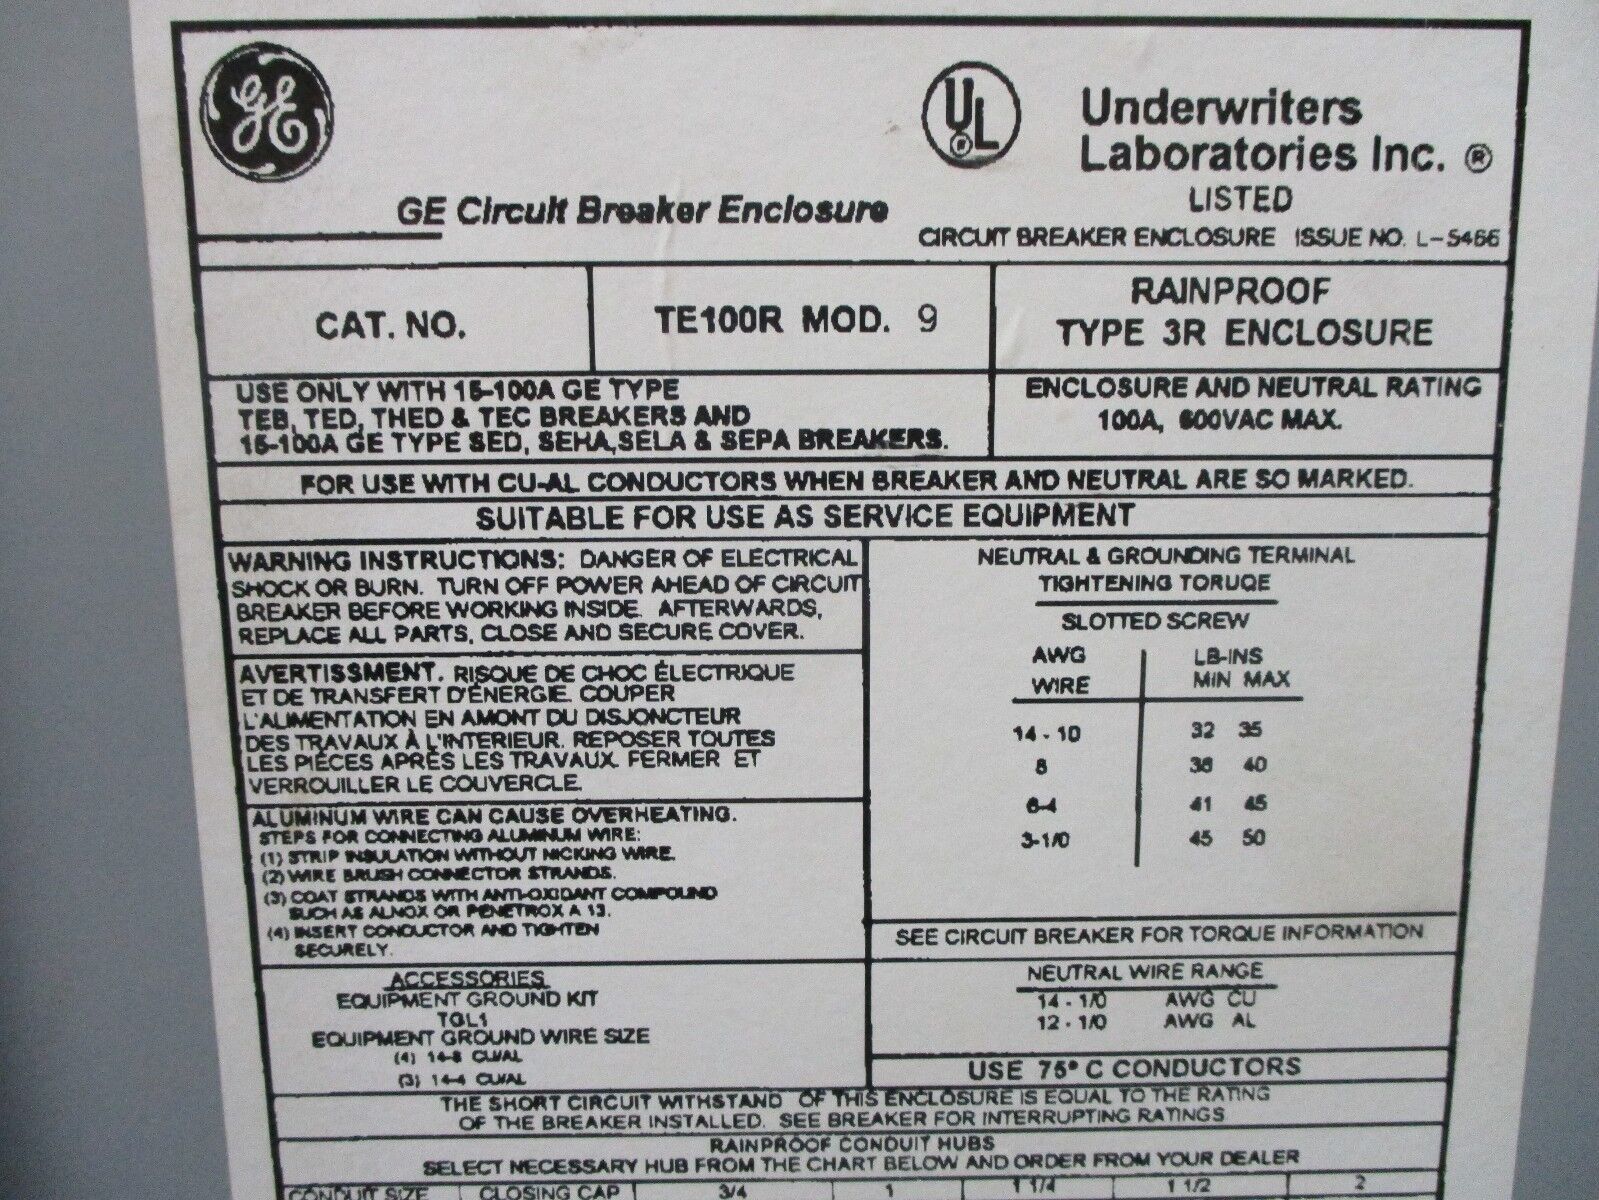 GE
UL ®
Underwriters
Laboratories Inc. ®
LISTED
GE Circuit Breaker Enclosure
CIRCUIT BREAKER ENCLOSURE ISSUE NO. L-5466
CAT. NO.
TE100R MOD. 9
RAINPROOF
TYPE 3R ENCLOSURE
USE ONLY WITH 15-100A GE TYPE
TEB, TED, THED & TEC BREAKERS AND
15-100A GE TYPE SED, SEHA, SELA & SEPA BREAKERS.
ENCLOSURE AND NEUTRAL RATING
100A, 600VAC MAX.
FOR USE WITH CU-AL CONDUCTORS WHEN BREAKER AND NEUTRAL ARE SO MARKED.
SUITABLE FOR USE AS SERVICE EQUIPMENT
WARNING INSTRUCTIONS: DANGER OF ELECTRICAL
SHOCK OR BURN. TURN OFF POWER AHEAD OF CIRCUIT
BREAKER BEFORE WORKING INSIDE. AFTERWARDS,
REPLACE ALL PARTS, CLOSE AND SECURE COVER.
AVERTISSMENT. RISQUE DE CHOC ÉLECTRIQUE
ET DE TRANSFERT D'ÉNERGIE. COUPER
L'ALIMENTATION EN AMONT DU DISJONCTEUR
DES TRAVAUX À L'INTERIEUR. REPOSER TOUTES
LES PIÈCES APRÈS LES TRAVAUX. FERMER ET
VERROUILLER LE COUVERCLE.
ALUMINUM WIRE CAN CAUSE OVERHEATING.
STEPS FOR CONNECTING ALUMINUM WIRE:
(1) STRIP INSULATION WITHOUT NICKING WIRE.
(2) WIRE BRUSH CONNECTOR STRANDS.
(3) COAT STRANDS WITH ANTI-OXIDANT COMPOUND
SUCH AS ALNOX OR PENETROX A 13.
(4) INSERT CONDUCTOR AND TIGHTEN
SECURELY.
ACCESSORIES
EQUIPMENT GROUND KIT
TGL1
EQUIPMENT GROUND WIRE SIZE
(4) 14-8 CU/AL
(3) 14-4 CU/AL
NEUTRAL & GROUNDING TERMINAL
TIGHTENING TORUQE
SLOTTED SCREW
AWG LB-INS
WIRE MIN MAX
14 - 10 32 35
8 36 40
6-4 41 45
3-1/0 45 50
SEE CIRCUIT BREAKER FOR TORQUE INFORMATION
NEUTRAL WIRE RANGE
14 - 1/0 AWG CU
12 - 1/0 AWG AL
USE 75° C CONDUCTORS
THE SHORT CIRCUIT WITHSTAND OF THIS ENCLOSURE IS EQUAL TO THE RATING
OF THE BREAKER INSTALLED. SEE BREAKER FOR INTERRUPTING RATINGS
RAINPROOF CONDUIT HUBS
SELECT NECESSARY HUB FROM THE CHART BELOW AND ORDER FROM YOUR DEALER
CONDUIT SIZE CLOSING CAP 3/4 1 1 1/4 1 1/2 2